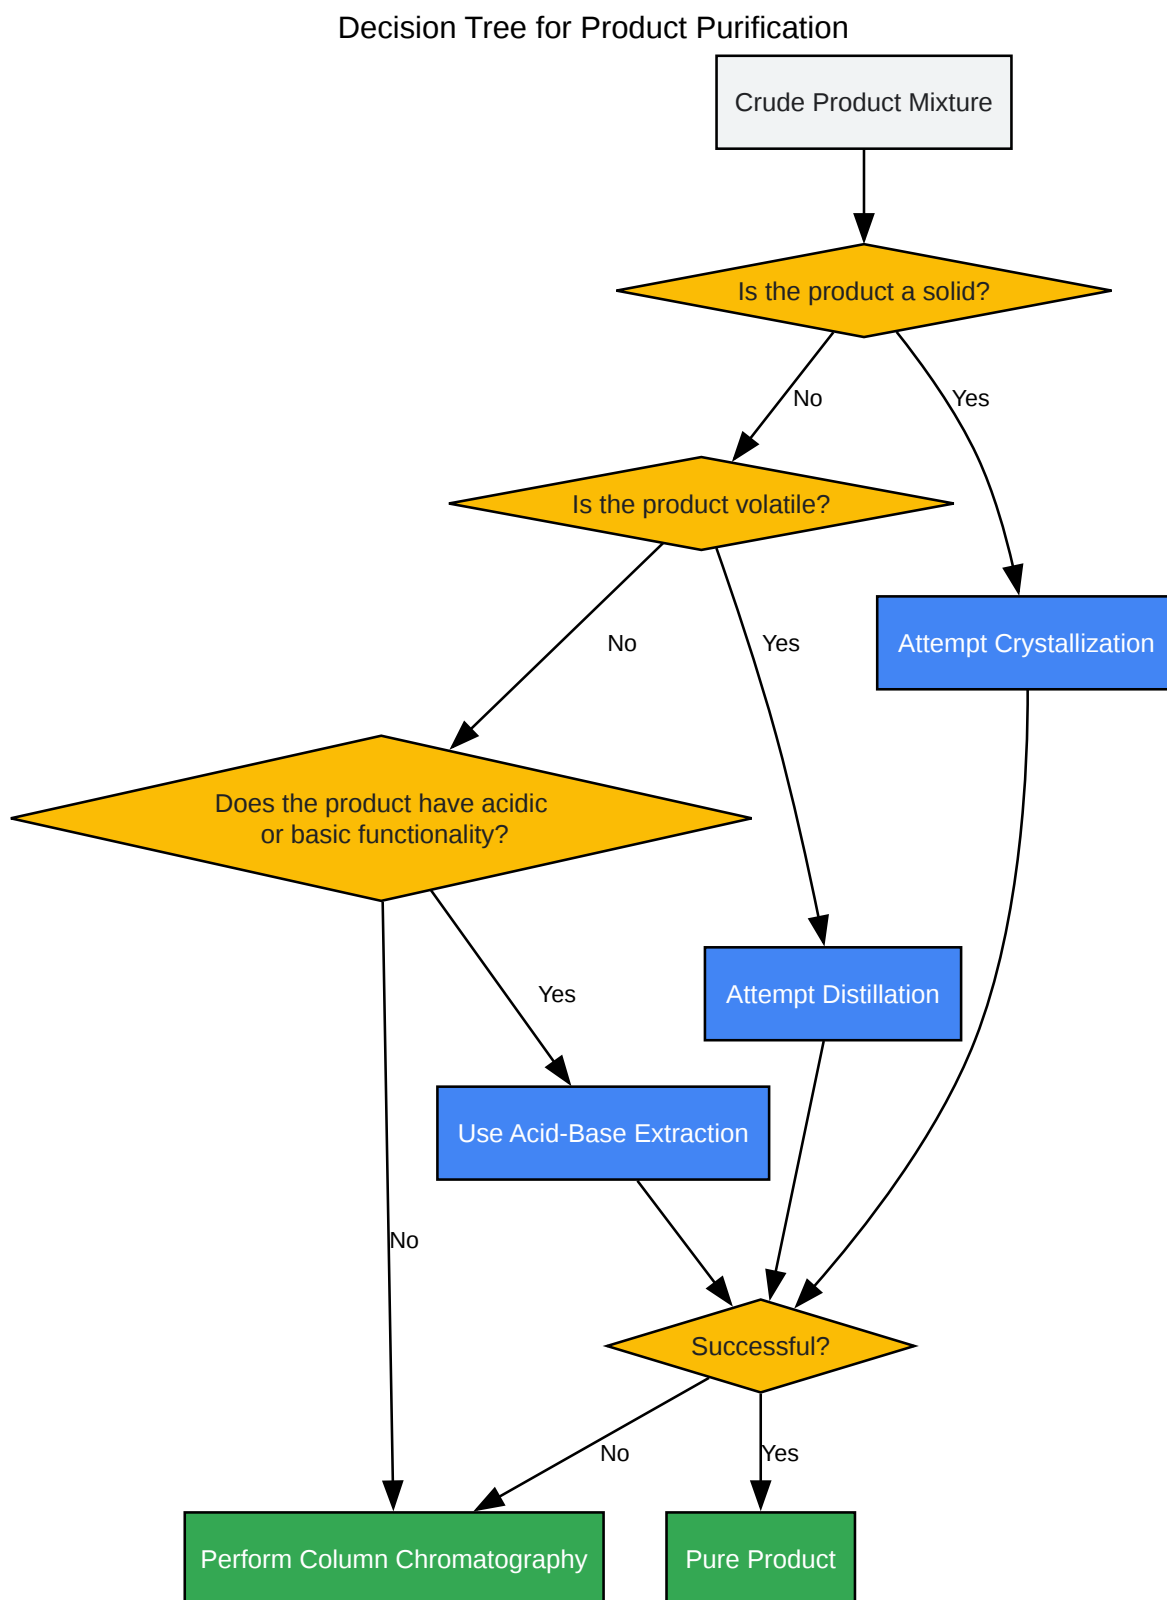 Decision Tree for Product Purification
Crude Product Mixture
Is the product a solid?
No
Yes
Is the product volatile?
No
Yes
Attempt Crystallization
Does the product have acidic
or basic functionality?
Yes
Attempt Distillation
Use Acid-Base Extraction
No
Successful?
No
Yes
Perform Column Chromatography
Pure Product